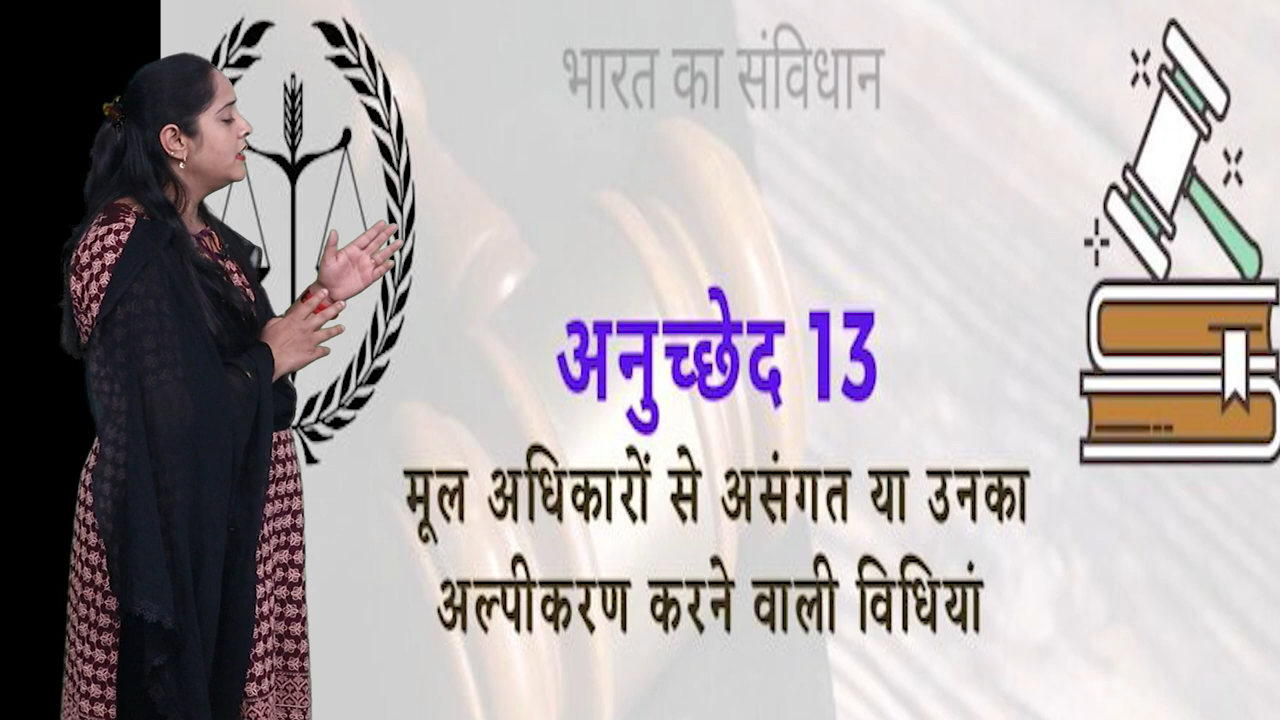 भारत का संविधान
अनुच्छेद 13
मूल अधिकारों से असंगत या उनका
अल्पीकरण करने वाली विधियां